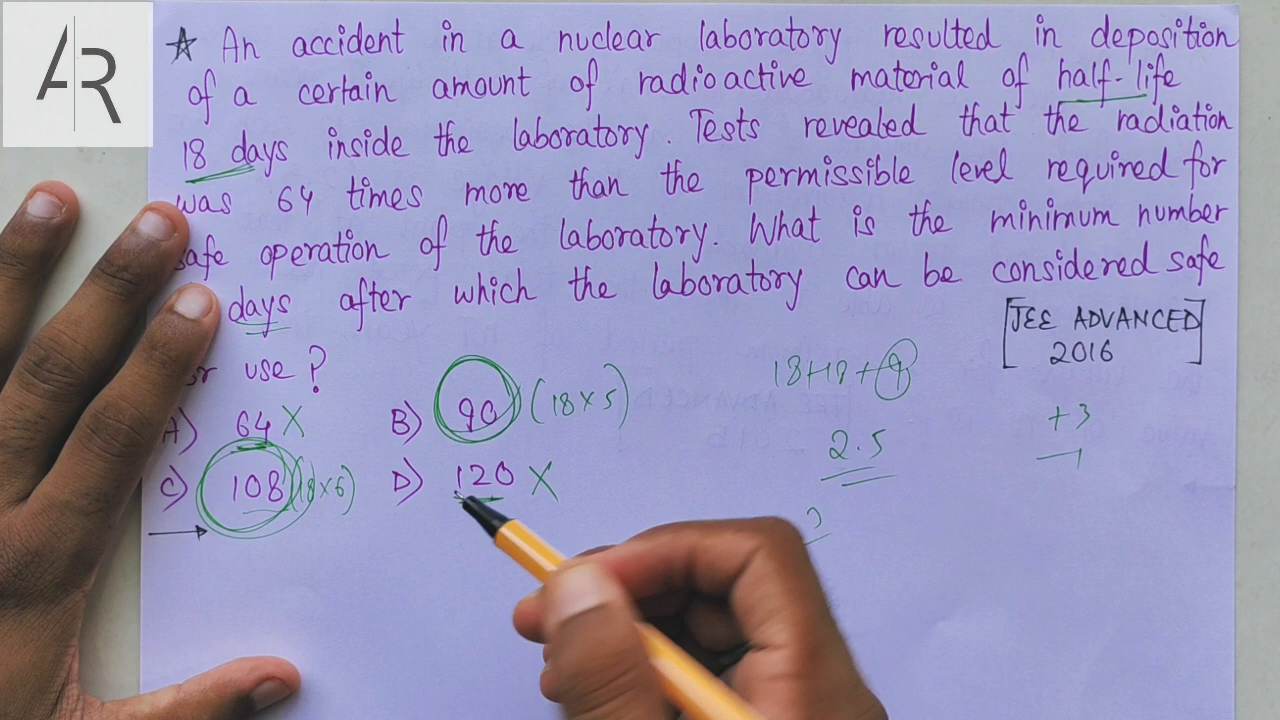 AR
☆ An accident in a nuclear laboratory resulted in deposition
of a certain amount of radioactive material of half-life
18 days inside the laboratory. Tests revealed that the radiation
was 64 times more than the permissible level required for
safe operation of the laboratory. What is the minimum number
days after which the laboratory can be considered safe
[JEE ADVANCED
2016]
use?
A) 64 X B) 90 (18×5)
C) 108 (18×6) D) 120 X
18+18+9
2.5
+3
-1